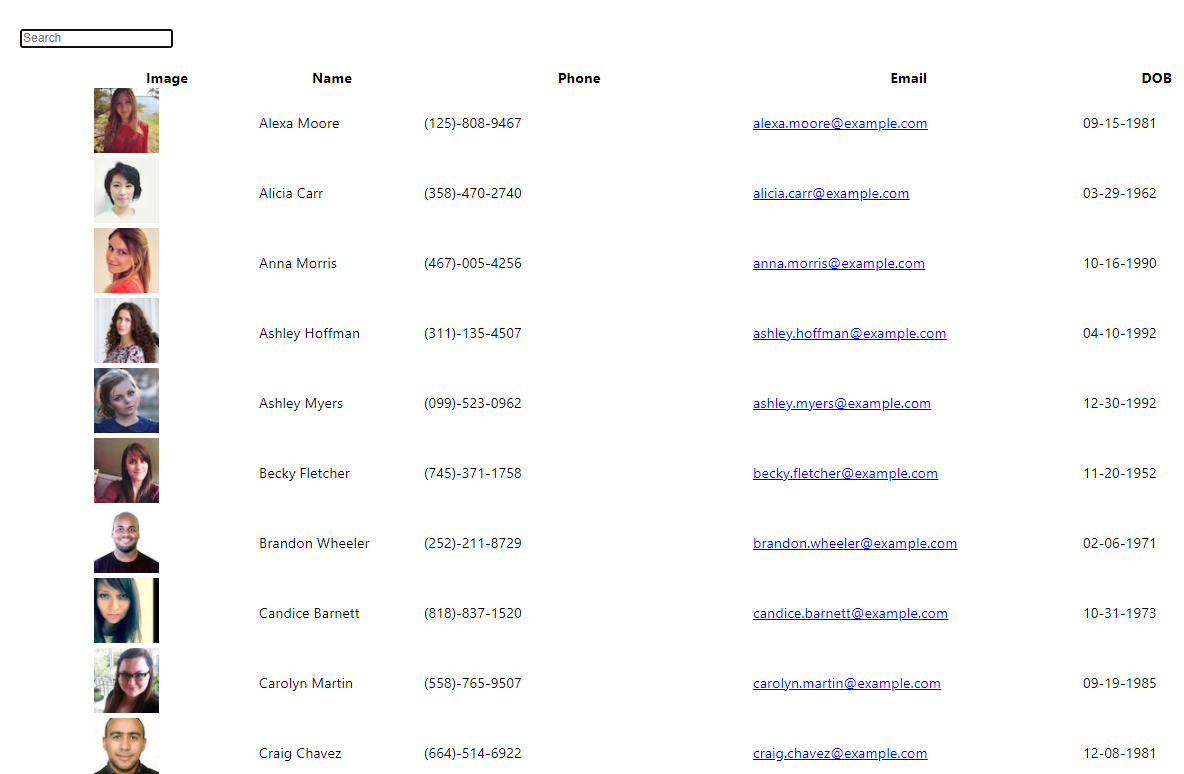 Search
Image Name Phone Email DOB
Alexa Moore (125)-808-9467 alexa.moore@example.com 09-15-1981
Alicia Carr (358)-470-2740 alicia.carr@example.com 03-29-1962
Anna Morris (467)-005-4256 anna.morris@example.com 10-16-1990
Ashley Hoffman (311)-135-4507 ashley.hoffman@example.com 04-10-1992
Ashley Myers (099)-523-0962 ashley.myers@example.com 12-30-1992
Becky Fletcher (745)-371-1758 becky.fletcher@example.com 11-20-1952
Brandon Wheeler (252)-211-8729 brandon.wheeler@example.com 02-06-1971
Candice Barnett (818)-837-1520 candice.barnett@example.com 10-31-1973
Carolyn Martin (558)-765-9507 carolyn.martin@example.com 09-19-1985
Craig Chavez (664)-514-6922 craig.chavez@example.com 12-08-1981